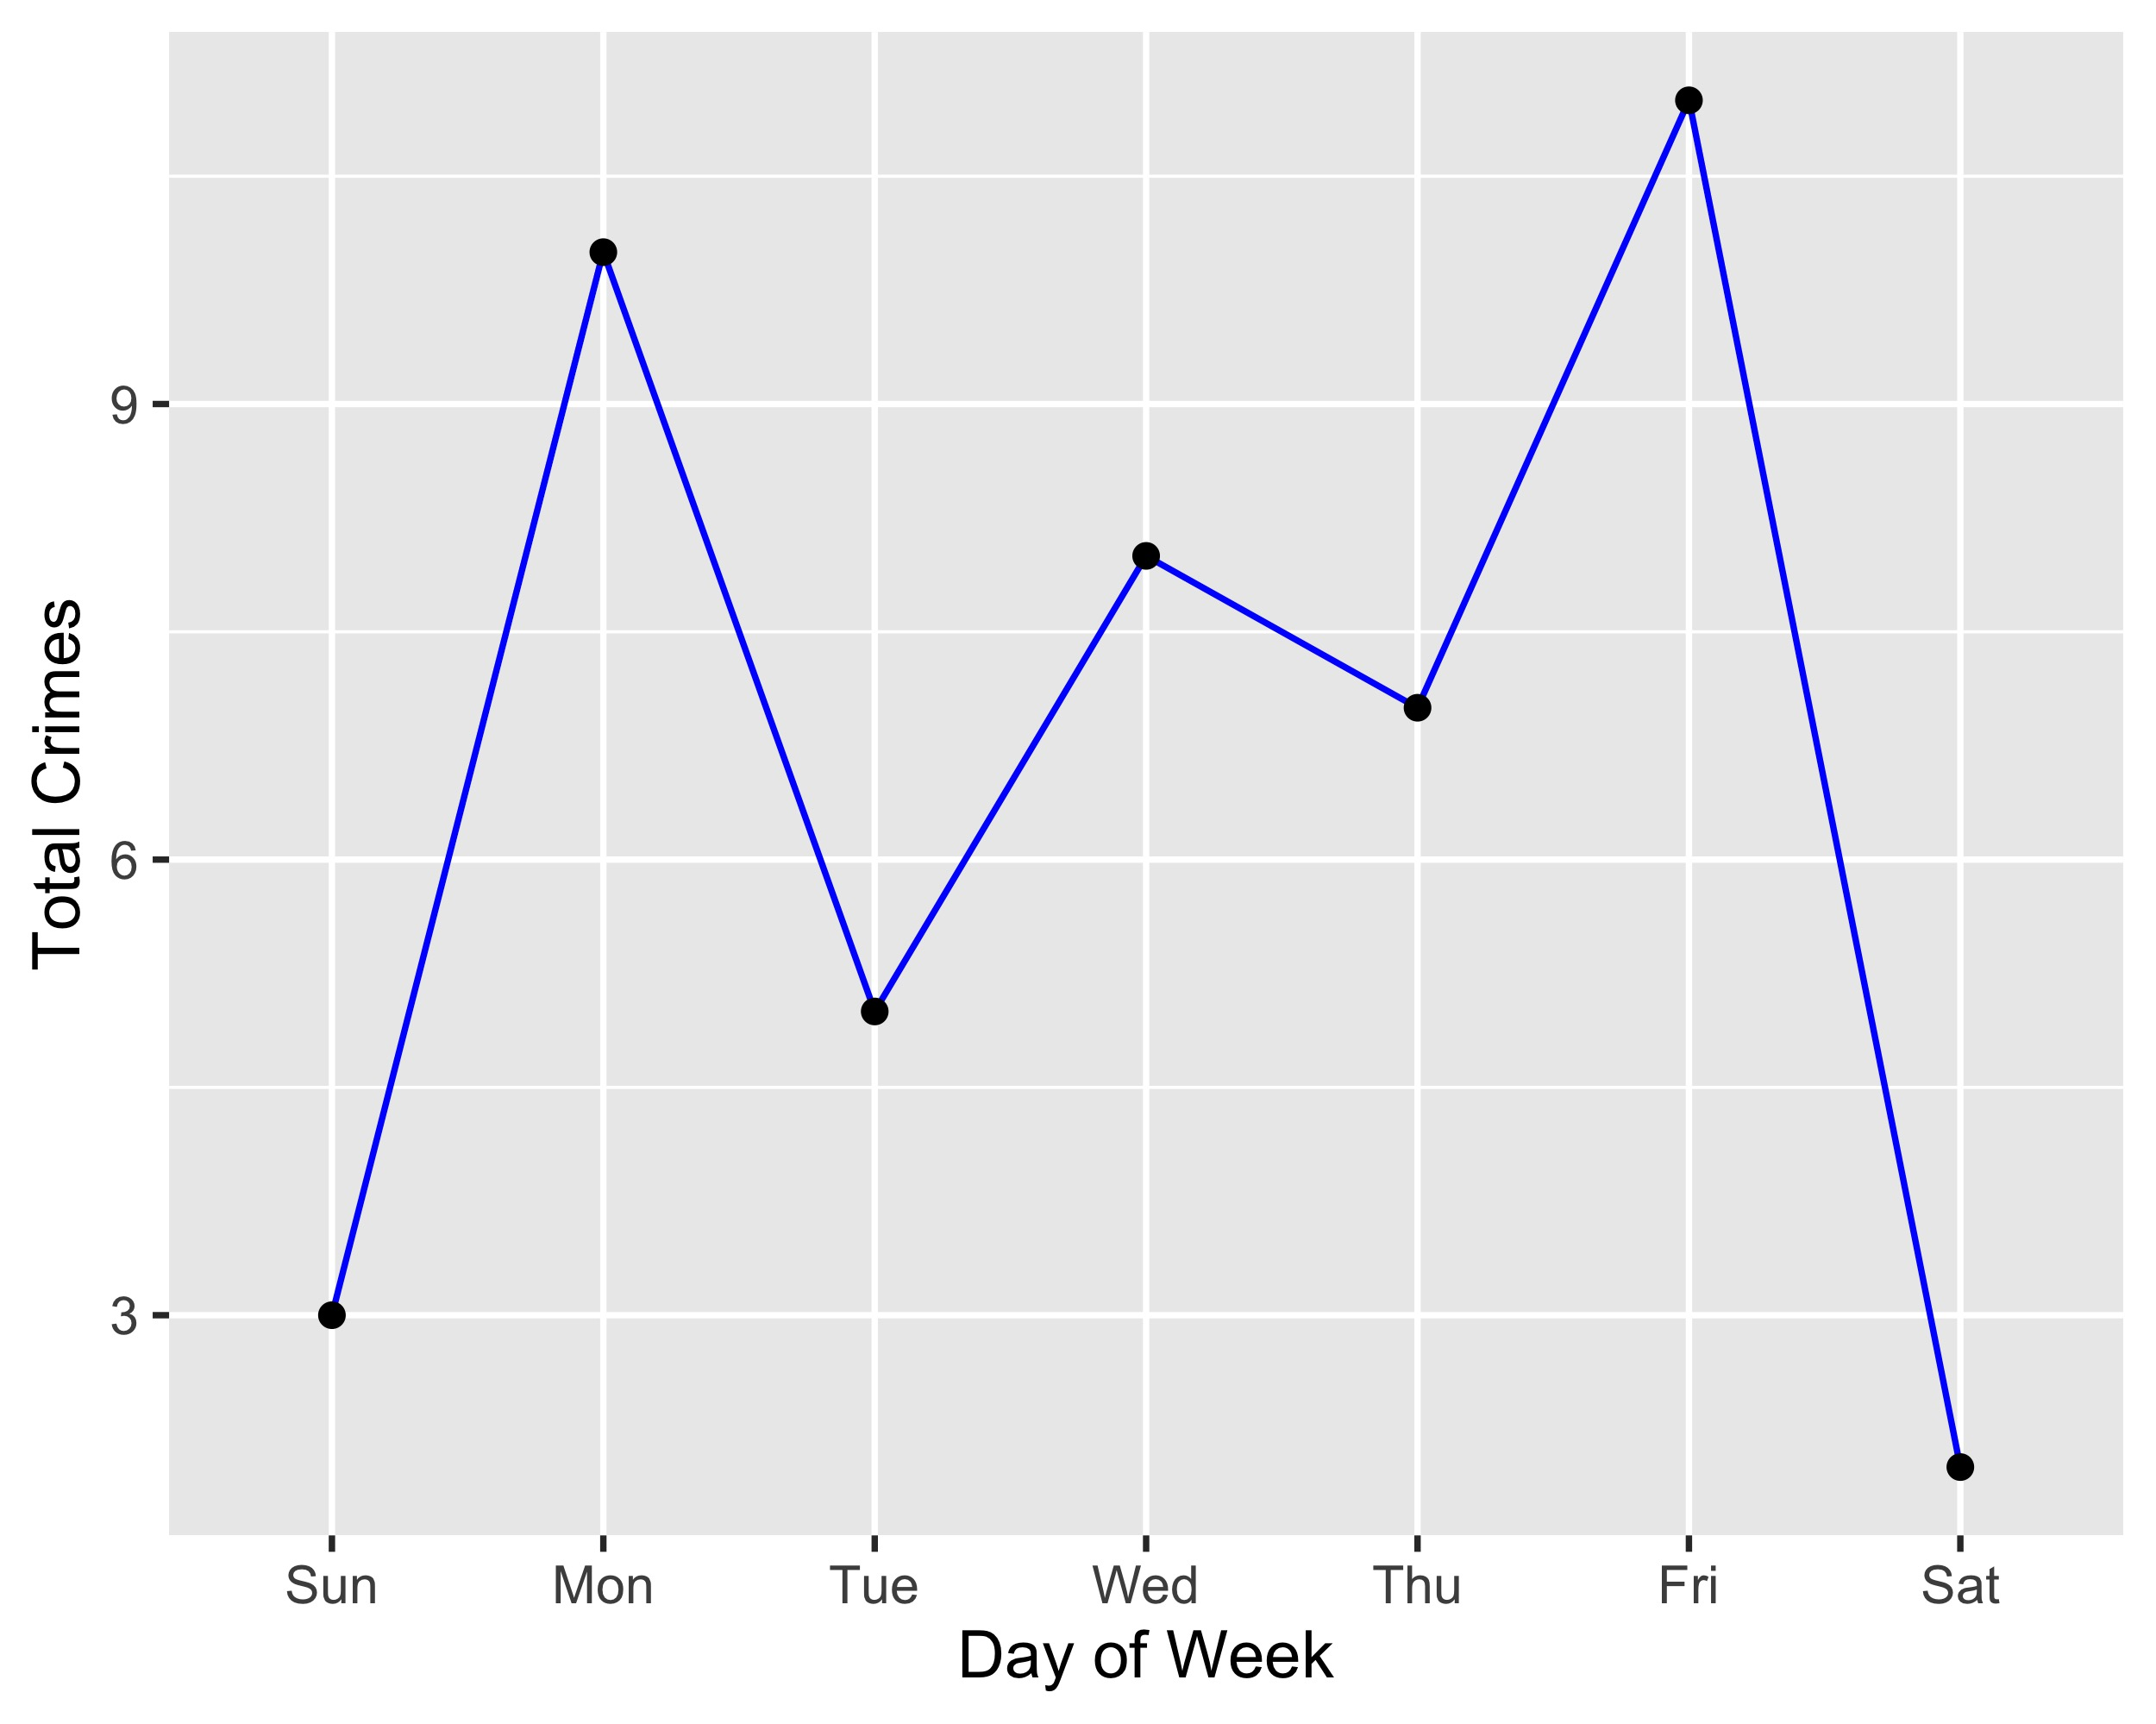 Total Crimes
9
6
3
Sun Mon Tue Wed Thu Fri Sat
Day of Week